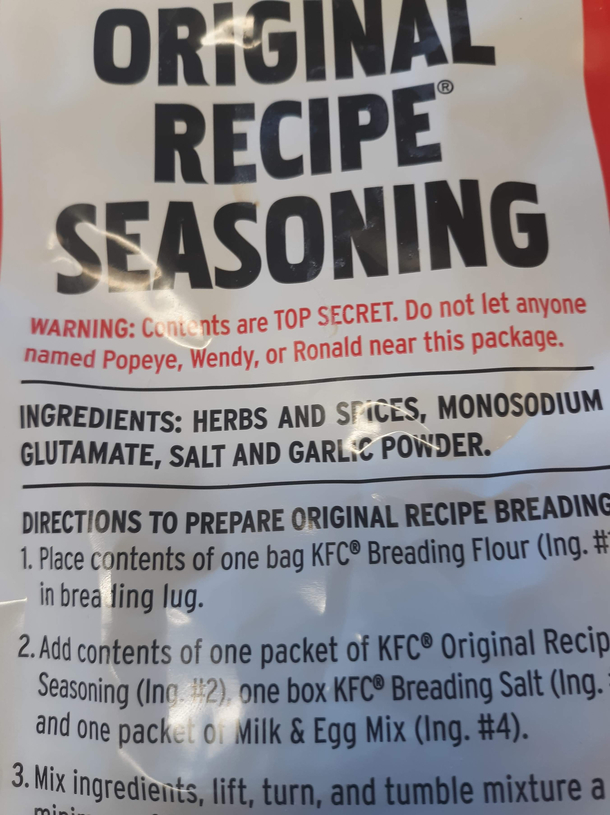 ORIGINAL
RECIPE®
SEASONING
WARNING: Contents are TOP SECRET. Do not let anyone
named Popeye, Wendy, or Ronald near this package.
INGREDIENTS: HERBS AND SPICES, MONOSODIUM
GLUTAMATE, SALT AND GARLIC POWDER.
DIRECTIONS TO PREPARE ORIGINAL RECIPE BREADING
1. Place contents of one bag KFC® Breading Flour (Ing. #
in breading lug.
2. Add contents of one packet of KFC® Original Recip
Seasoning (Ing. #2), one box KFC® Breading Salt (Ing.
and one packet of Milk & Egg Mix (Ing. #4).
3. Mix ingredients, lift, turn, and tumble mixture a